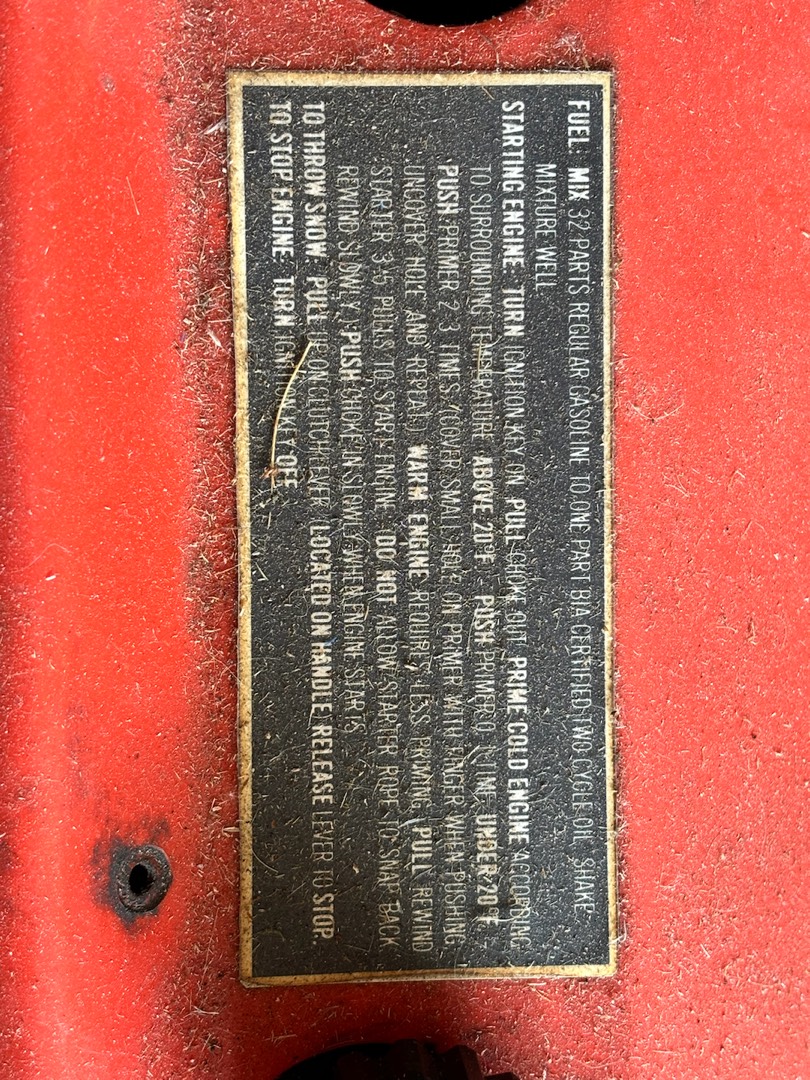 FUEL: MIX 32 PARTS REGULAR GASOLINE TO ONE PART BIA CERTIFIED TWO CYCLE OIL SHAKE
MIXTURE WELL
STARTING ENGINE: TURN IGNITION KEY ON PULL CHOKE OUT PRIME COLD ENGINE ACCORDING
TO SURROUNDING TEMPERATURE ABOVE 20°F - PUSH PRIMER TIME UNDER 20°F -
PUSH PRIMER 2-3 TIMES (COVER SMALL HOLE ON PRIMER WITH FINGER WHEN PUSHING
UNCOVER HOLE AND REPEAT) WARM ENGINE REQUIRES LESS PRIMING PULL REWIND
STARTER 3-5 PULLS TO START ENGINE DO NOT ALLOW STARTER ROPE TO SNAP BACK
REWIND SLOWLY. PUSH CHOKE IN SLOWLY WHEN ENGINE STARTS
TO THROW SNOW: PULL UP ON CLUTCH LEVER (LOCATED ON HANDLE) RELEASE LEVER TO STOP.
TO STOP ENGINE: TURN IGNITION KEY OFF